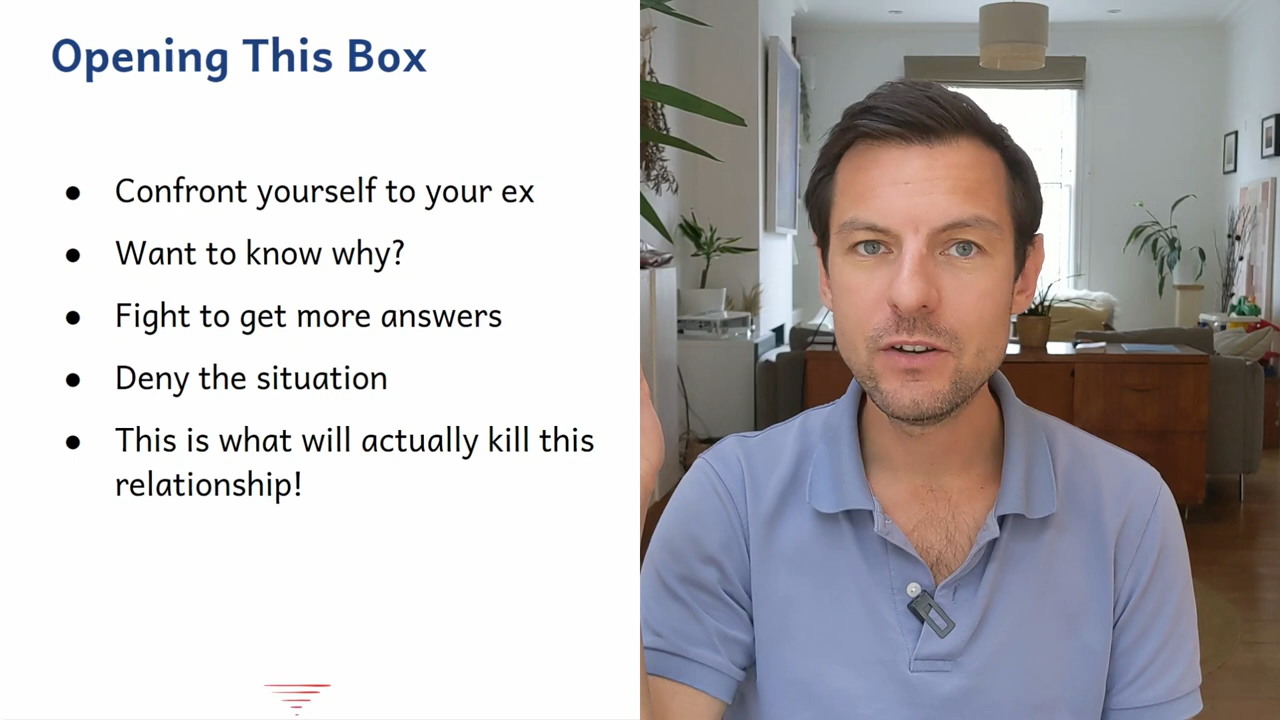 Opening This Box
● Confront yourself to your ex
● Want to know why?
● Fight to get more answers
● Deny the situation
● This is what will actually kill this
relationship!